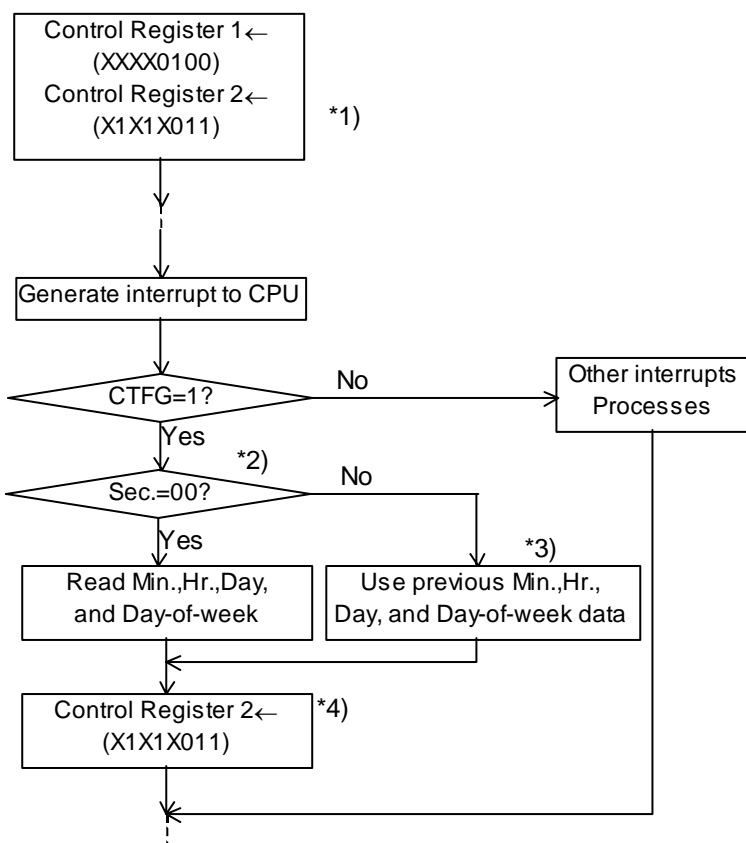 Control Register 1←
(XXXX0100)
Control Register 2←
(X1X1X011)
*1)
Generate interrupt to CPU
CTFG=1?
No
Other interrupts
Processes
Yes
*2)
Sec.=00?
No
Yes
*3)
Read Min.,Hr.,Day,
and Day-of-week
Use previous Min.,Hr.,
Day, and Day-of-week data
Control Register 2←
(X1X1X011)
*4)